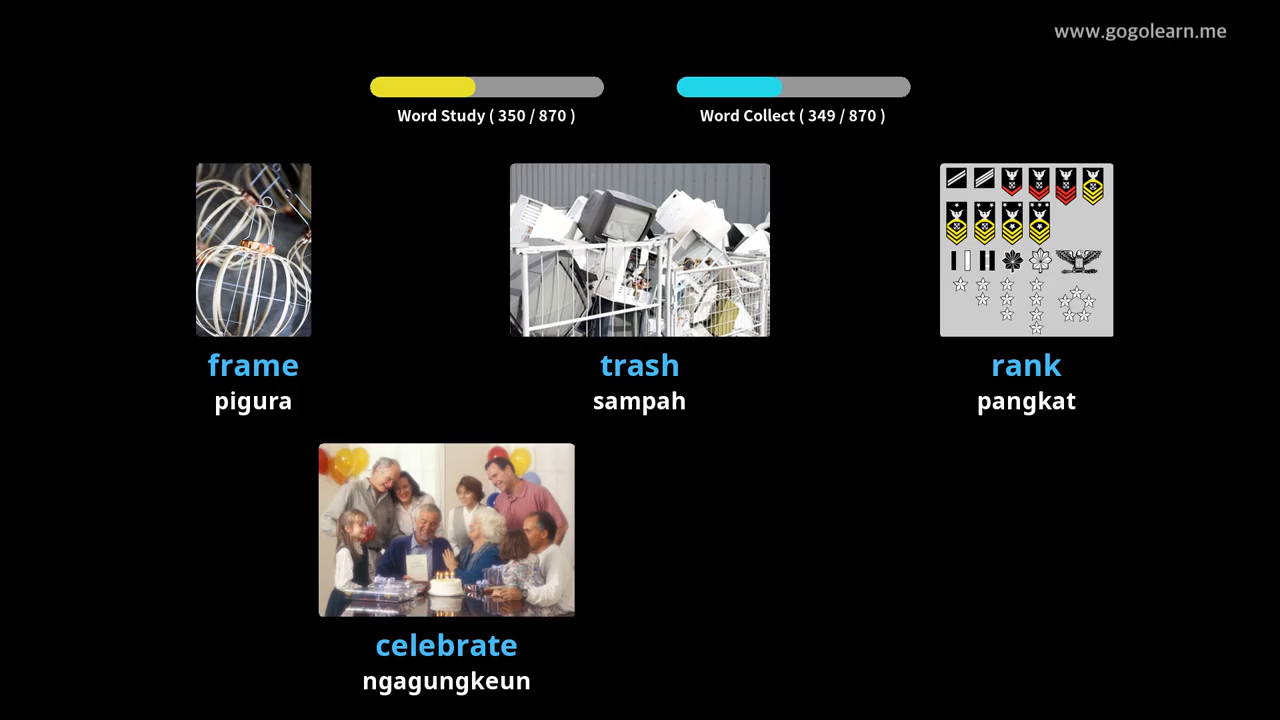 www.gogolearn.me
Word Study ( 350 / 870 )
Word Collect ( 349 / 870 )
frame
pigura
trash
sampah
rank
pangkat
celebrate
ngagungkeun